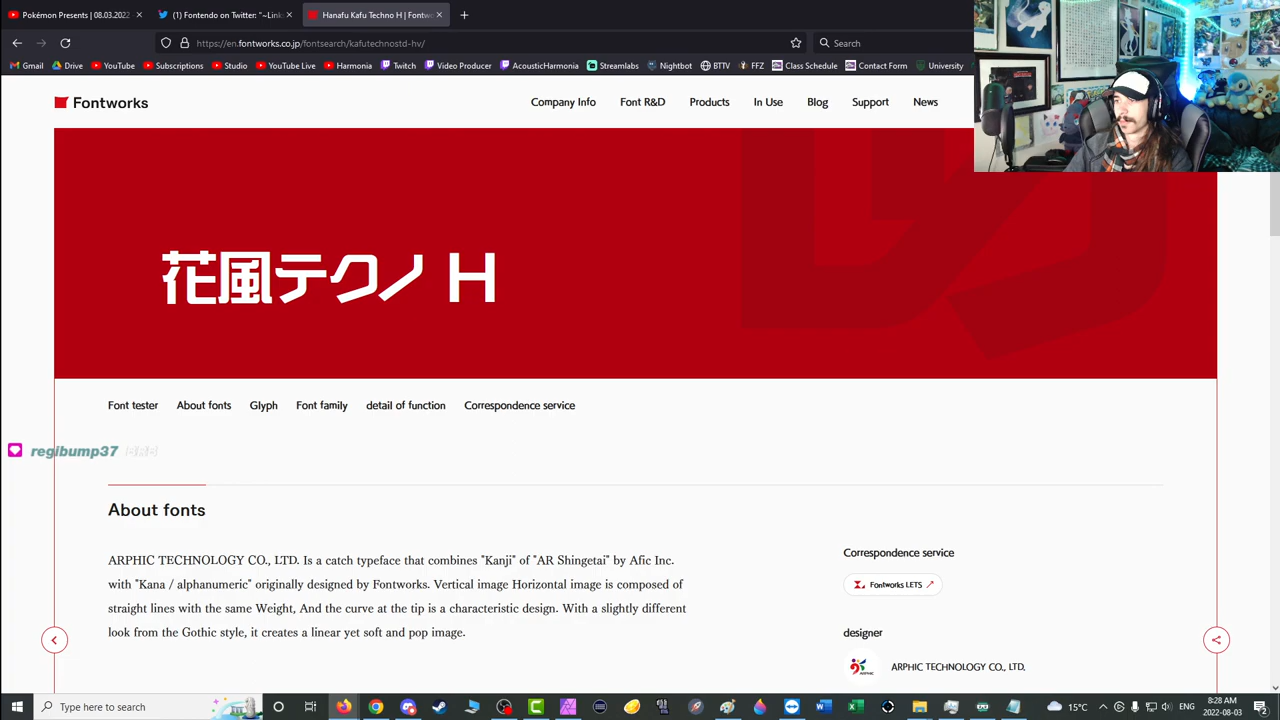 Pokémon Presents | 08.03.2022
(1) Fontendo on Twitter: "~Link
Hanafu Kafu Techno H | Fontwo
https://en.fontworks.co.jp/fontsearch/kafutechnostd-hv/
Search
Gmail Drive YouTube Subscriptions Studio YouTube Live Harmonia Twitch Video Producer AcousticHarmonia Streamlabs Nightbot BTTV FFZ Class Schedule Contact Form University
Fontworks
Company Info Font R&D Products In Use Blog Support News
花風テクノ H
Font tester About fonts Glyph Font family detail of function Correspondence service
regibump37
About fonts
ARPHIC TECHNOLOGY CO., LTD. Is a catch typeface that combines "Kanji" of "AR Shingetai" by Afic Inc.
with "Kana / alphanumeric" originally designed by Fontworks. Vertical image Horizontal image is composed of
straight lines with the same Weight, And the curve at the tip is a characteristic design. With a slightly different
look from the Gothic style, it creates a linear yet soft and pop image.
Correspondence service
Fontworks LETS
designer
ARPHIC TECHNOLOGY CO., LTD.
Type here to search
15°C
ENG
8:28 AM
2022-08-03